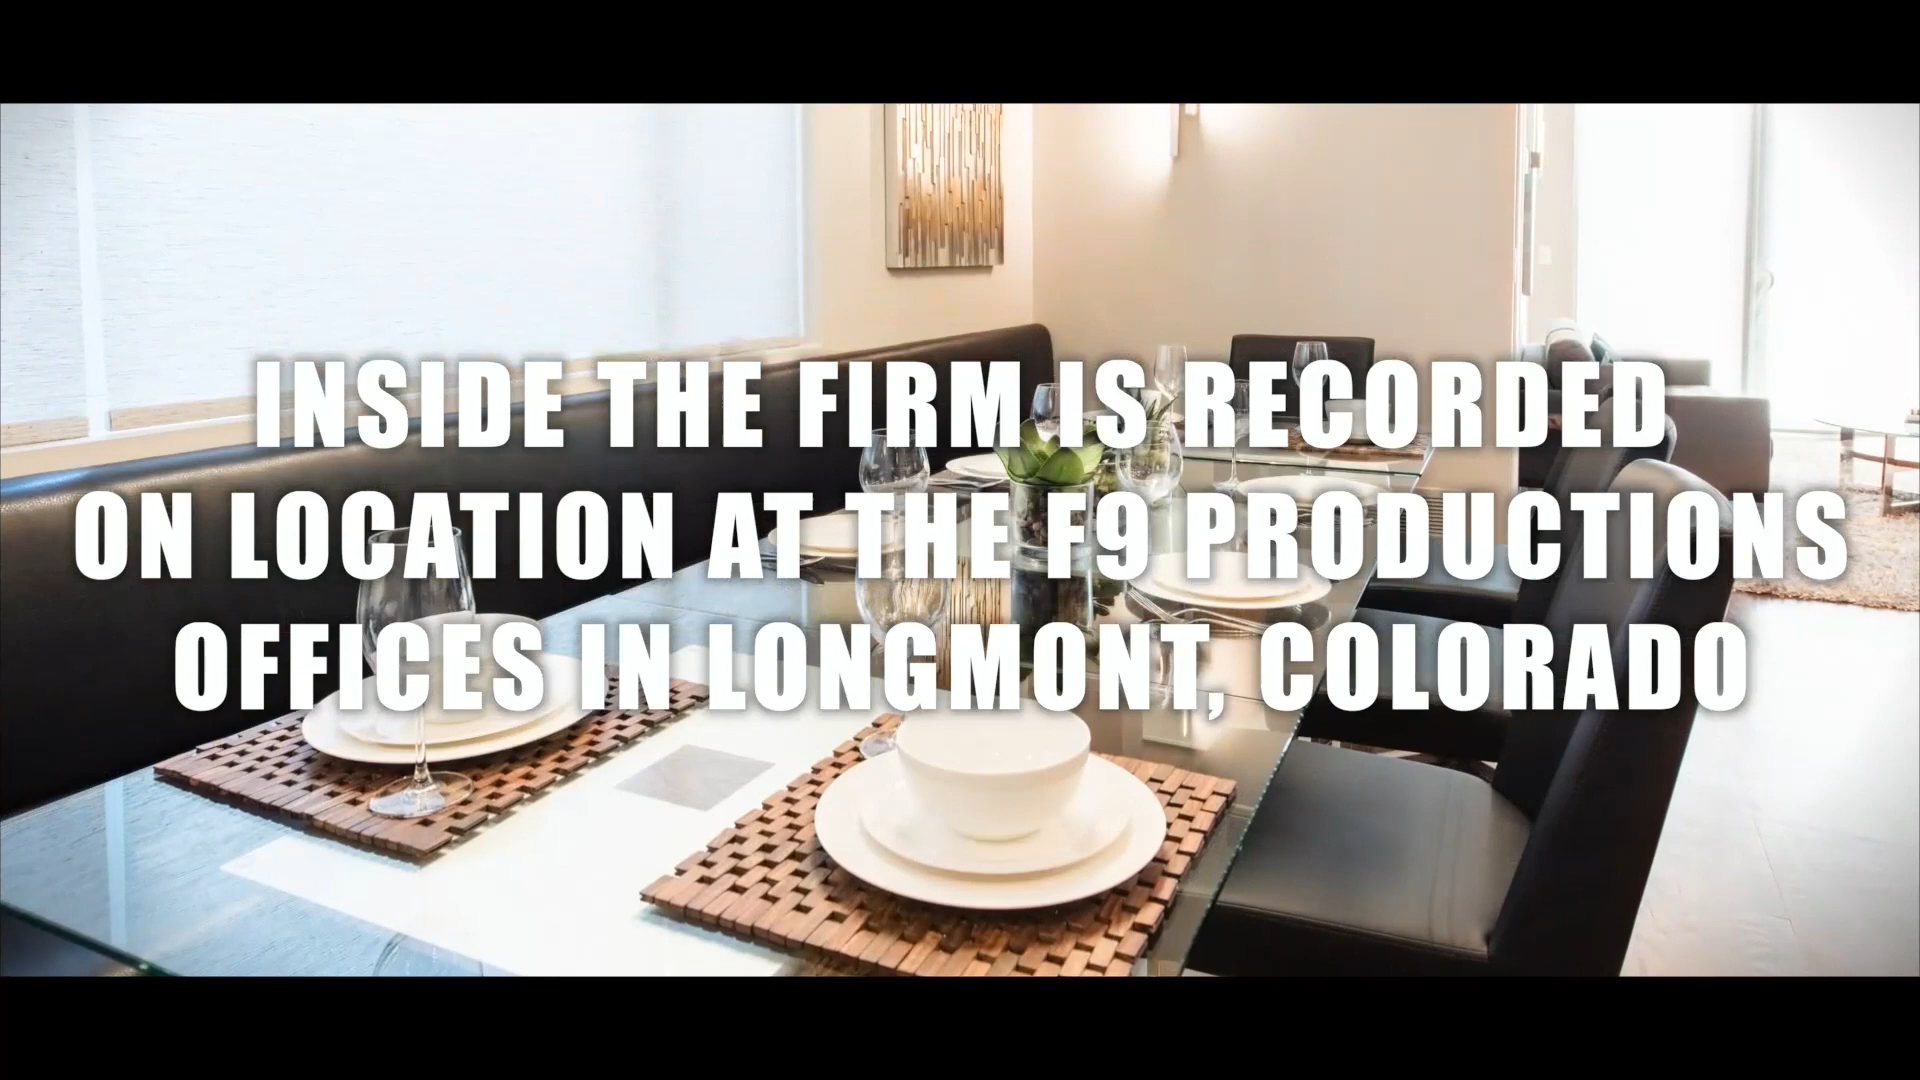 INSIDE THE FIRM IS RECORDED
ON LOCATION AT THE F9 PRODUCTIONS
OFFICES IN LONGMONT, COLORADO